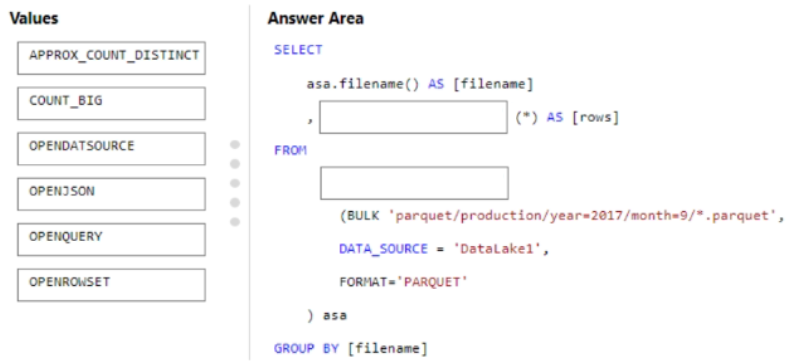 Values
APPROX_COUNT_DISTINCT
COUNT_BIG
OPENDATSOURCE
OPENJSON
OPENQUERY
OPENROWSET
Answer Area
SELECT
asa.filename() AS [filename]
, (*) AS [rows]
FROM
(BULK 'parquet/production/year=2017/month=9/*.parquet',
DATA_SOURCE = 'DataLake1',
FORMAT='PARQUET'
) asa
GROUP BY [filename]